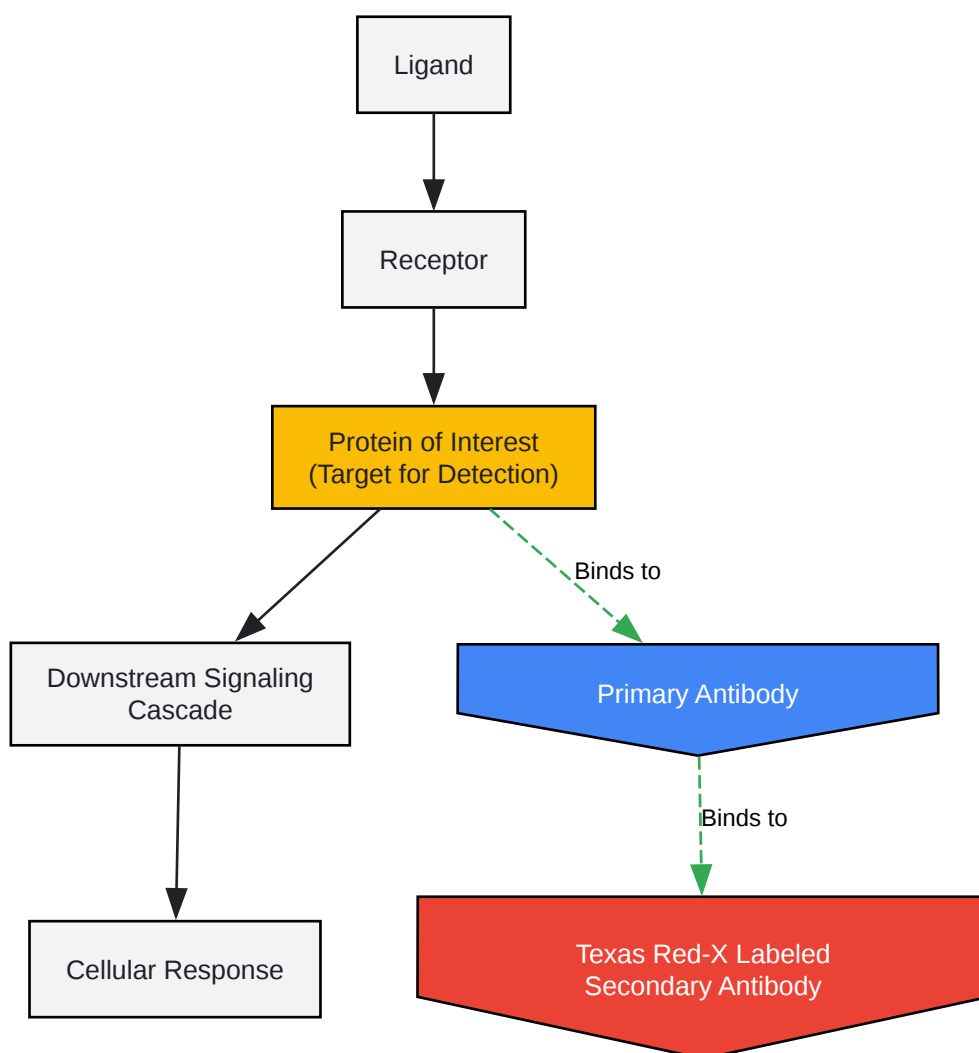 Ligand
Receptor
Protein of Interest
(Target for Detection)
Binds to
Downstream Signaling
Cascade
Primary Antibody
Binds to
Cellular Response
Texas Red-X Labeled
Secondary Antibody